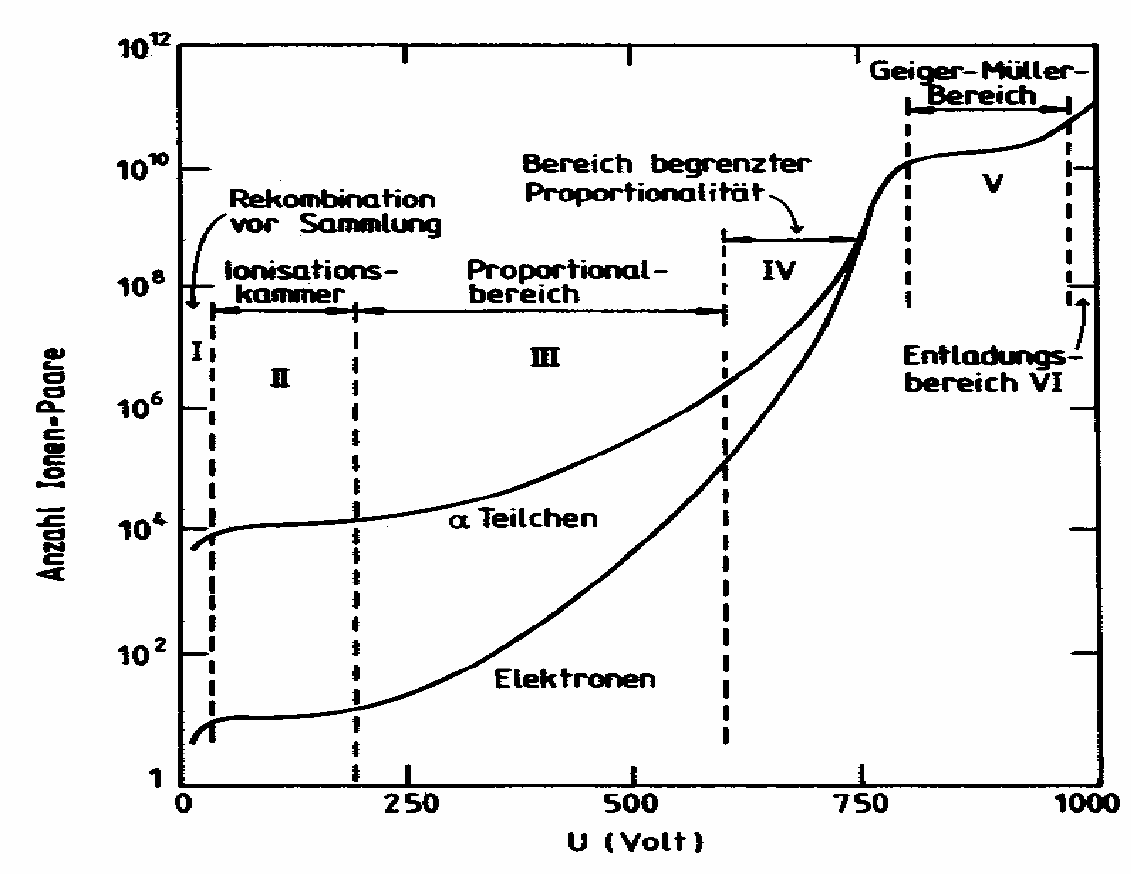 10¹²
Geiger-Müller-
Bereich
10¹⁰
Bereich begrenzter
Proportionalität
V
Rekombination
vor Sammlung
IV
10⁸
Ionisations-
kammer
Proportional-
bereich
I
II
III
Entladungs-
bereich VI
10⁶
10⁴
α Teilchen
10²
Elektronen
1
0 250 500 750 1000
U (Volt)
Anzahl Ionen-Paare